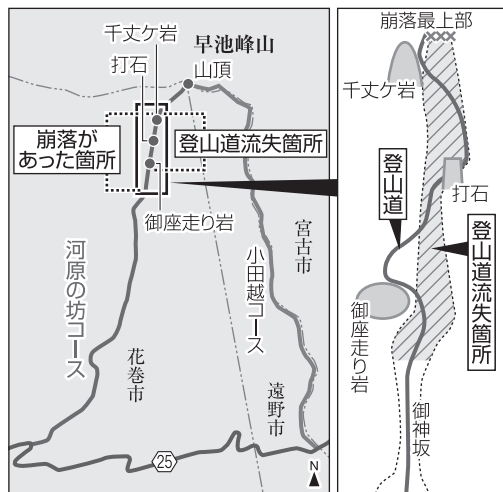 千丈ケ岩
打石
早池峰山
山頂
崩落が
あった箇所
登山道流失箇所
御座走り岩
河原の坊コース
小田越コース
宮古市
花巻市
遠野市
25
N
崩落最上部
千丈ケ岩
打石
登山道
登山道流失箇所
御座走り岩
御神坂